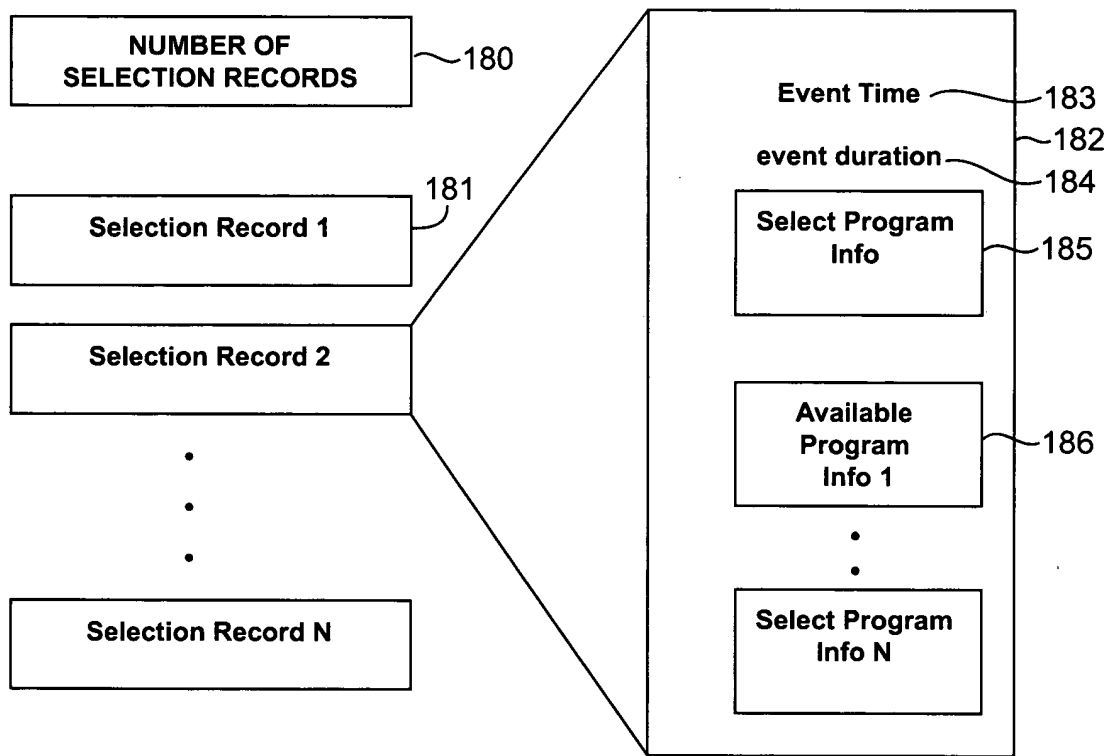 NUMBER OF
SELECTION RECORDS
180
Selection Record 1
181
Selection Record 2
Selection Record N
Event Time
183
182
event duration
184
Select Program
Info
185
Available
Program
Info 1
186
Select Program
Info N